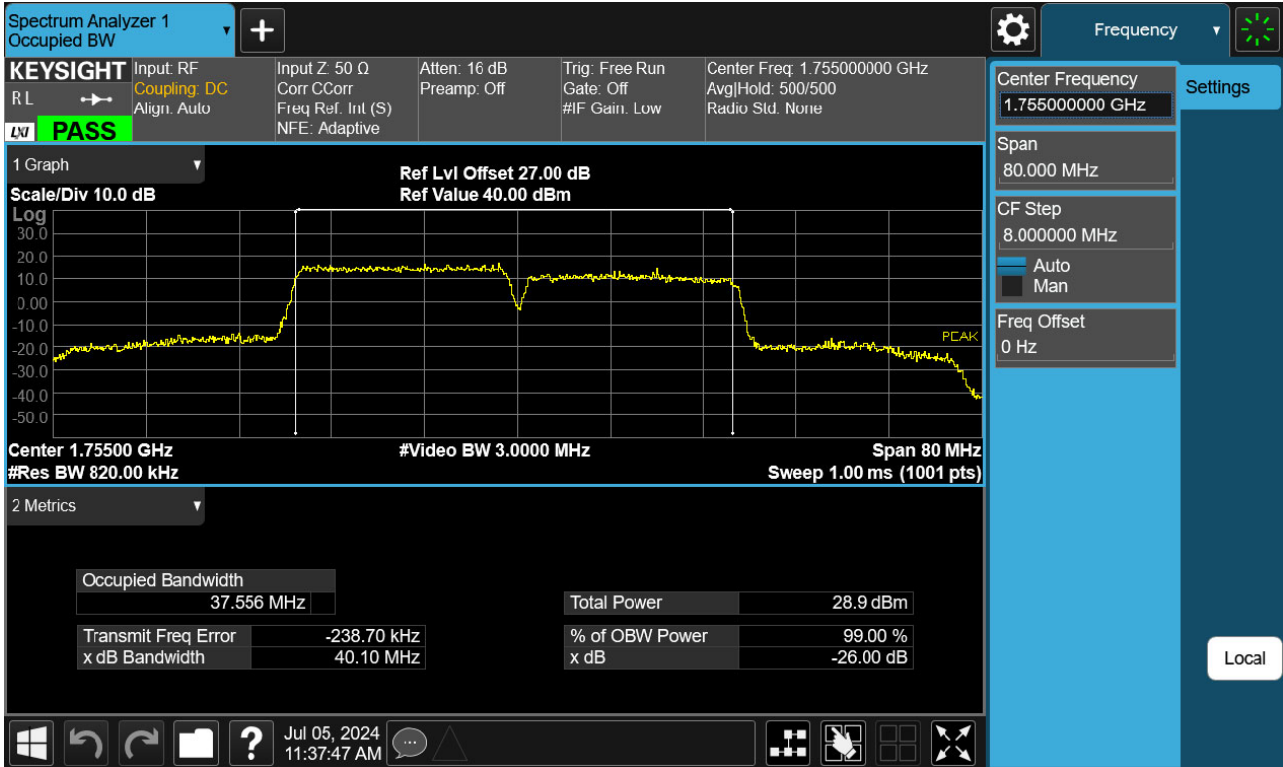 Spectrum Analyzer 1
Occupied BW
Frequency
KEYSIGHT
R L
LXI PASS
Input: RF
Coupling: DC
Align: Auto
Input Z: 50 Ω
Corr CCorr
Freq Ref: Int (S)
NFE: Adaptive
Atten: 16 dB
Preamp: Off
Trig: Free Run
Gate: Off
#IF Gain: Low
Center Freq: 1.755000000 GHz
Avg|Hold: 500/500
Radio Std: None
Center Frequency
1.755000000 GHz
Settings
Span
80.000 MHz
CF Step
8.000000 MHz
Auto
Man
Freq Offset
0 Hz
Local
1 Graph
Scale/Div 10.0 dB
Ref Lvl Offset 27.00 dB
Ref Value 40.00 dBm
Log
30.0
20.0
10.0
0.00
-10.0
-20.0
-30.0
-40.0
-50.0
PEAK
Center 1.75500 GHz
#Video BW 3.0000 MHz
Span 80 MHz
#Res BW 820.00 kHz
Sweep 1.00 ms (1001 pts)
2 Metrics
Occupied Bandwidth
37.556 MHz
Total Power 28.9 dBm
Transmit Freq Error -238.70 kHz
% of OBW Power 99.00 %
x dB Bandwidth 40.10 MHz
x dB -26.00 dB
?
Jul 05, 2024
11:37:47 AM